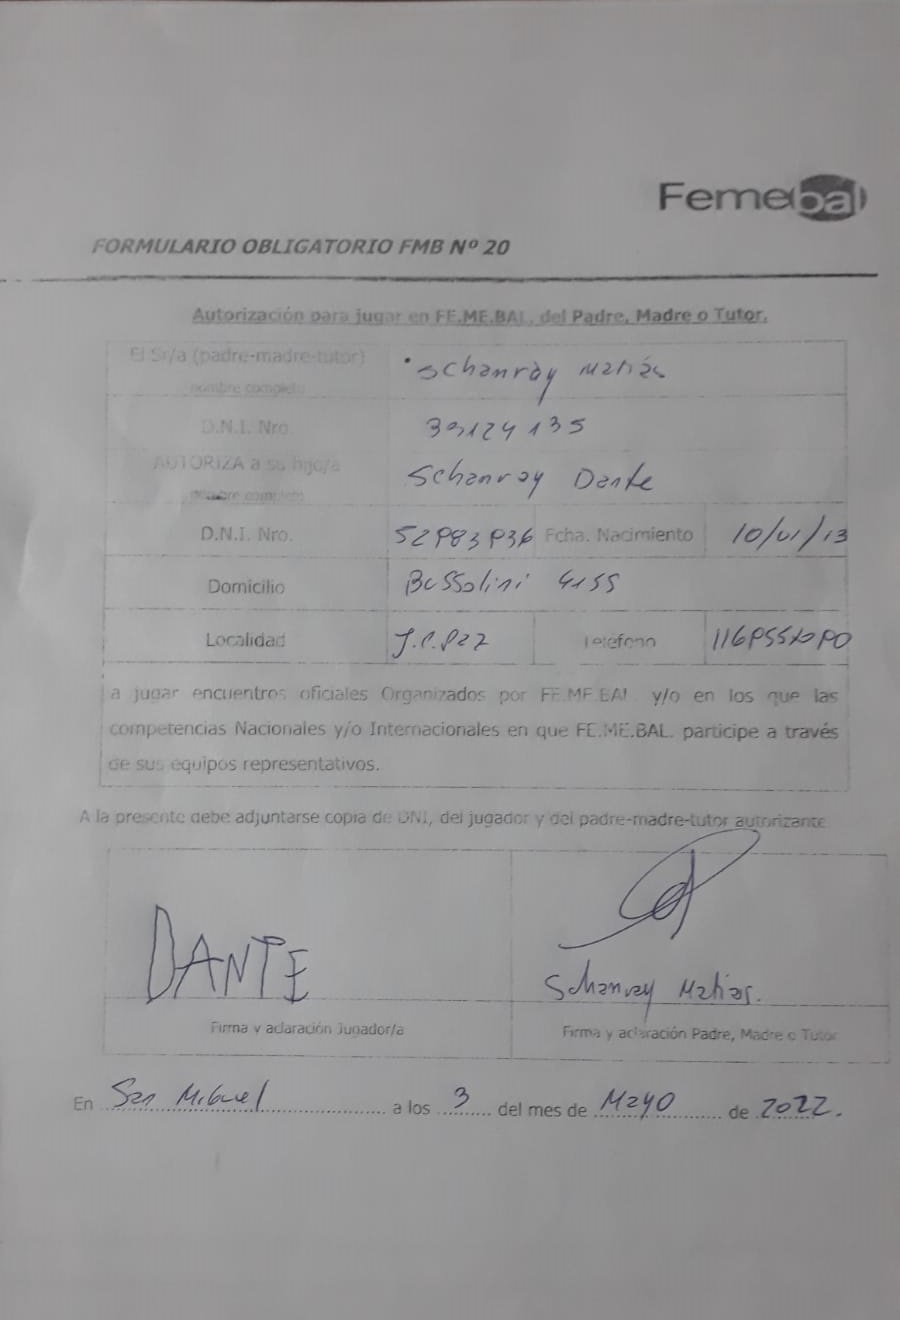 Femebal
FORMULARIO OBLIGATORIO FMB Nº 20
Autorización para jugar en FE.ME.BAL. del Padre, Madre o Tutor.
El Sr/a (padre-madre-tutor) Schanray Matías
nombre completo
D.N.I. Nro. 39124135
AUTORIZA a su hijo/a Schanray Dante
nombre completo
D.N.I. Nro. Fcha. Nacimiento 10/01/13
Domicilio Bussolini 4155
Localidad J.C.Paz Teléfono
a jugar encuentros oficiales Organizados por FE.ME.BAL. y/o en los que las
competencias Nacionales y/o Internacionales en que FE.ME.BAL. participe a través
de sus equipos representativos.
A la presente debe adjuntarse copia de DNI, del jugador y del padre-madre-tutor autorizante
DANTE
Schanray Matias.
Firma y aclaración Jugador/a Firma y aclaración Padre, Madre o Tutor
En San Miguel a los 3 del mes de Mayo de 2022.